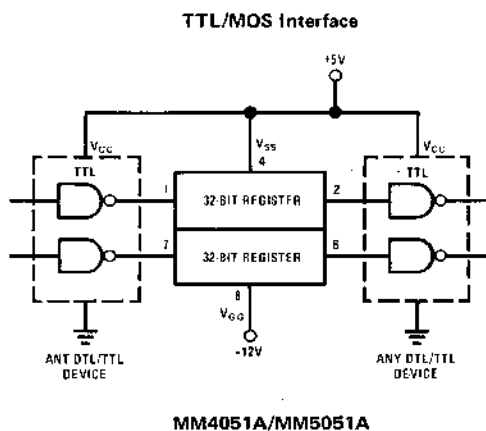 TTL/MOS Interface
+5V
VCC
VSS
VCC
TTL
4
TTL
1
32-BIT REGISTER
2
7
32-BIT REGISTER
6
8
VGG
-12V
ANT DTL/TTL
DEVICE
ANY DTL/TTL
DEVICE
MM4051A/MM5051A